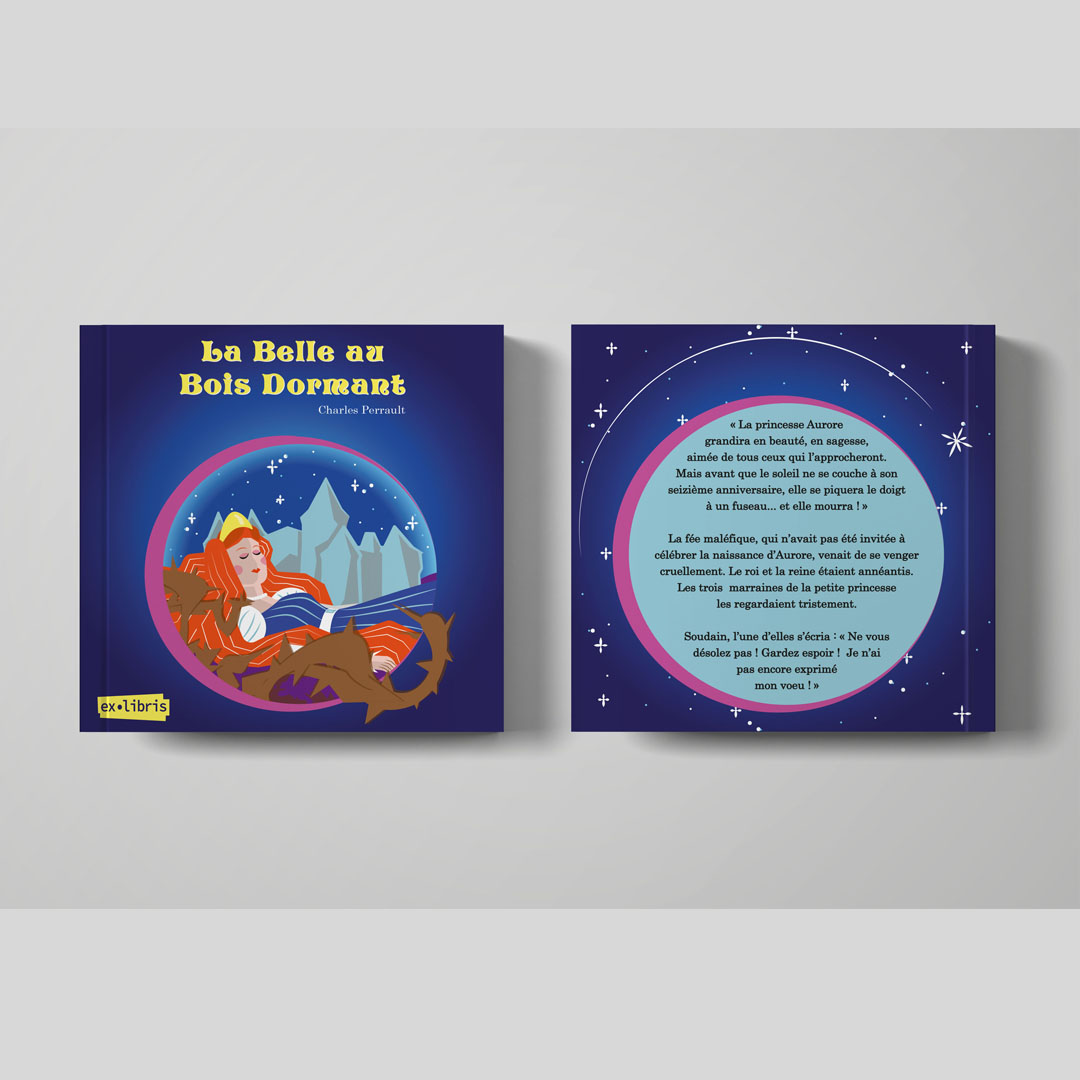 La Belle au
Bois Dormant
Charles Perrault
ex•libris
« La princesse Aurore
grandira en beauté, en sagesse,
aimée de tous ceux qui l'approcheront.
Mais avant que le soleil ne se couche à son
seizième anniversaire, elle se piquera le doigt
à un fuseau... et elle mourra ! »
La fée maléfique, qui n'avait pas été invitée à
célébrer la naissance d'Aurore, venait de se venger
cruellement. Le roi et la reine étaient annéantis.
Les trois marraines de la petite princesse
les regardaient tristement.
Soudain, l'une d'elles s'écria : « Ne vous
désolez pas ! Gardez espoir ! Je n'ai
pas encore exprimé
mon voeu ! »